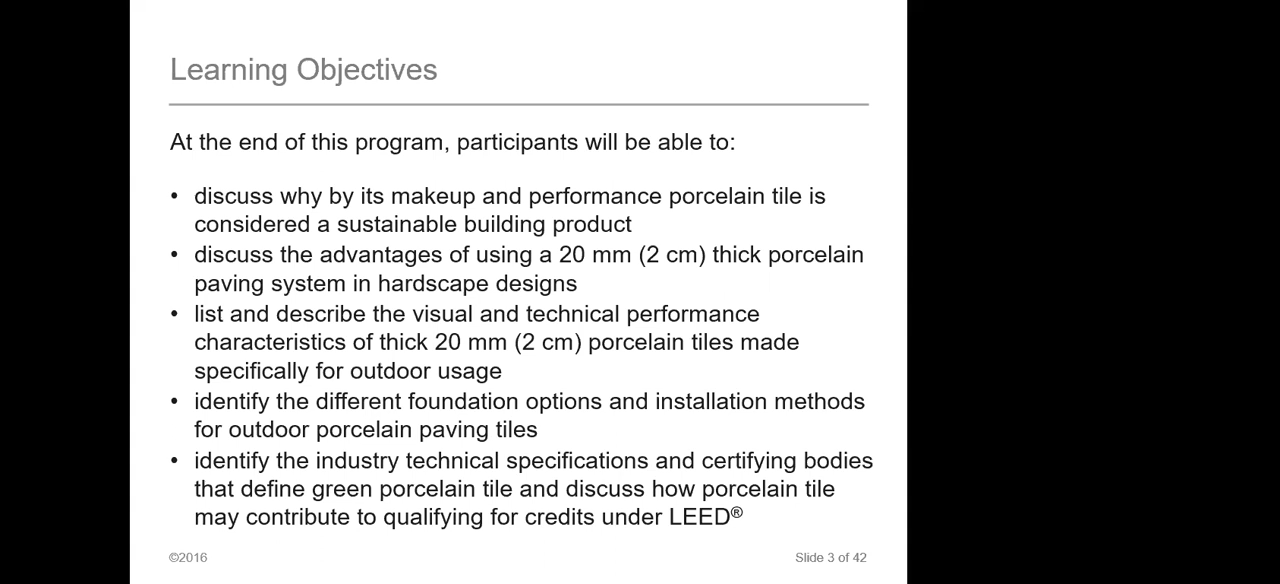 Learning Objectives
At the end of this program, participants will be able to:
• discuss why by its makeup and performance porcelain tile is
considered a sustainable building product
• discuss the advantages of using a 20 mm (2 cm) thick porcelain
paving system in hardscape designs
• list and describe the visual and technical performance
characteristics of thick 20 mm (2 cm) porcelain tiles made
specifically for outdoor usage
• identify the different foundation options and installation methods
for outdoor porcelain paving tiles
• identify the industry technical specifications and certifying bodies
that define green porcelain tile and discuss how porcelain tile
may contribute to qualifying for credits under LEED®
©2016
Slide 3 of 42